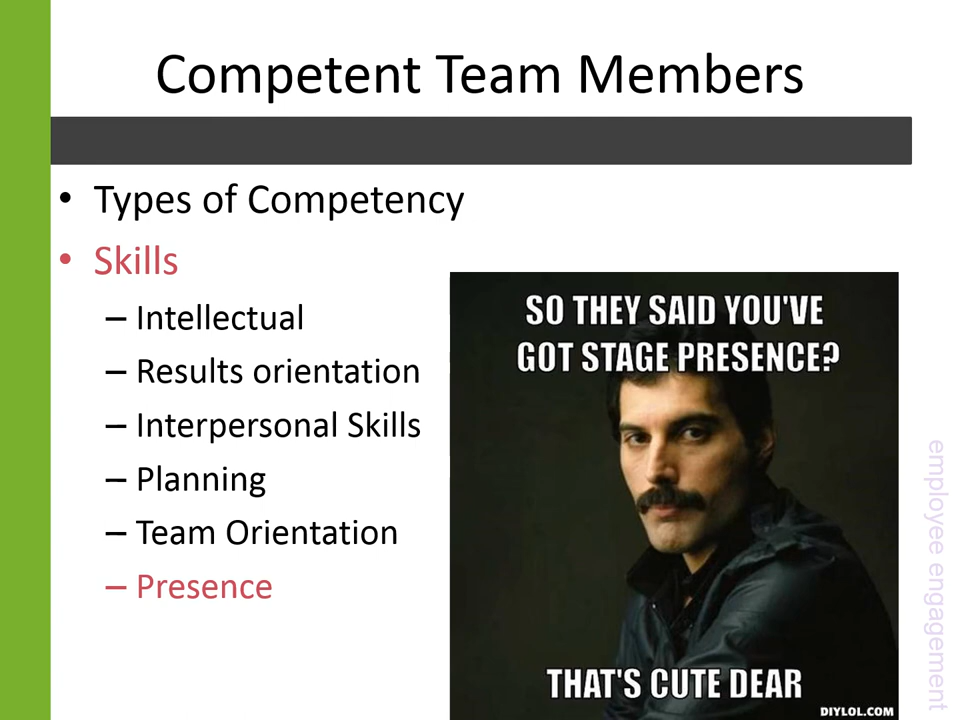 Competent Team Members
• Types of Competency
• Skills
– Intellectual
– Results orientation
– Interpersonal Skills
– Planning
– Team Orientation
– Presence
SO THEY SAID YOU'VE
GOT STAGE PRESENCE?
THAT'S CUTE DEAR
DIYLOL.COM
employee engagement